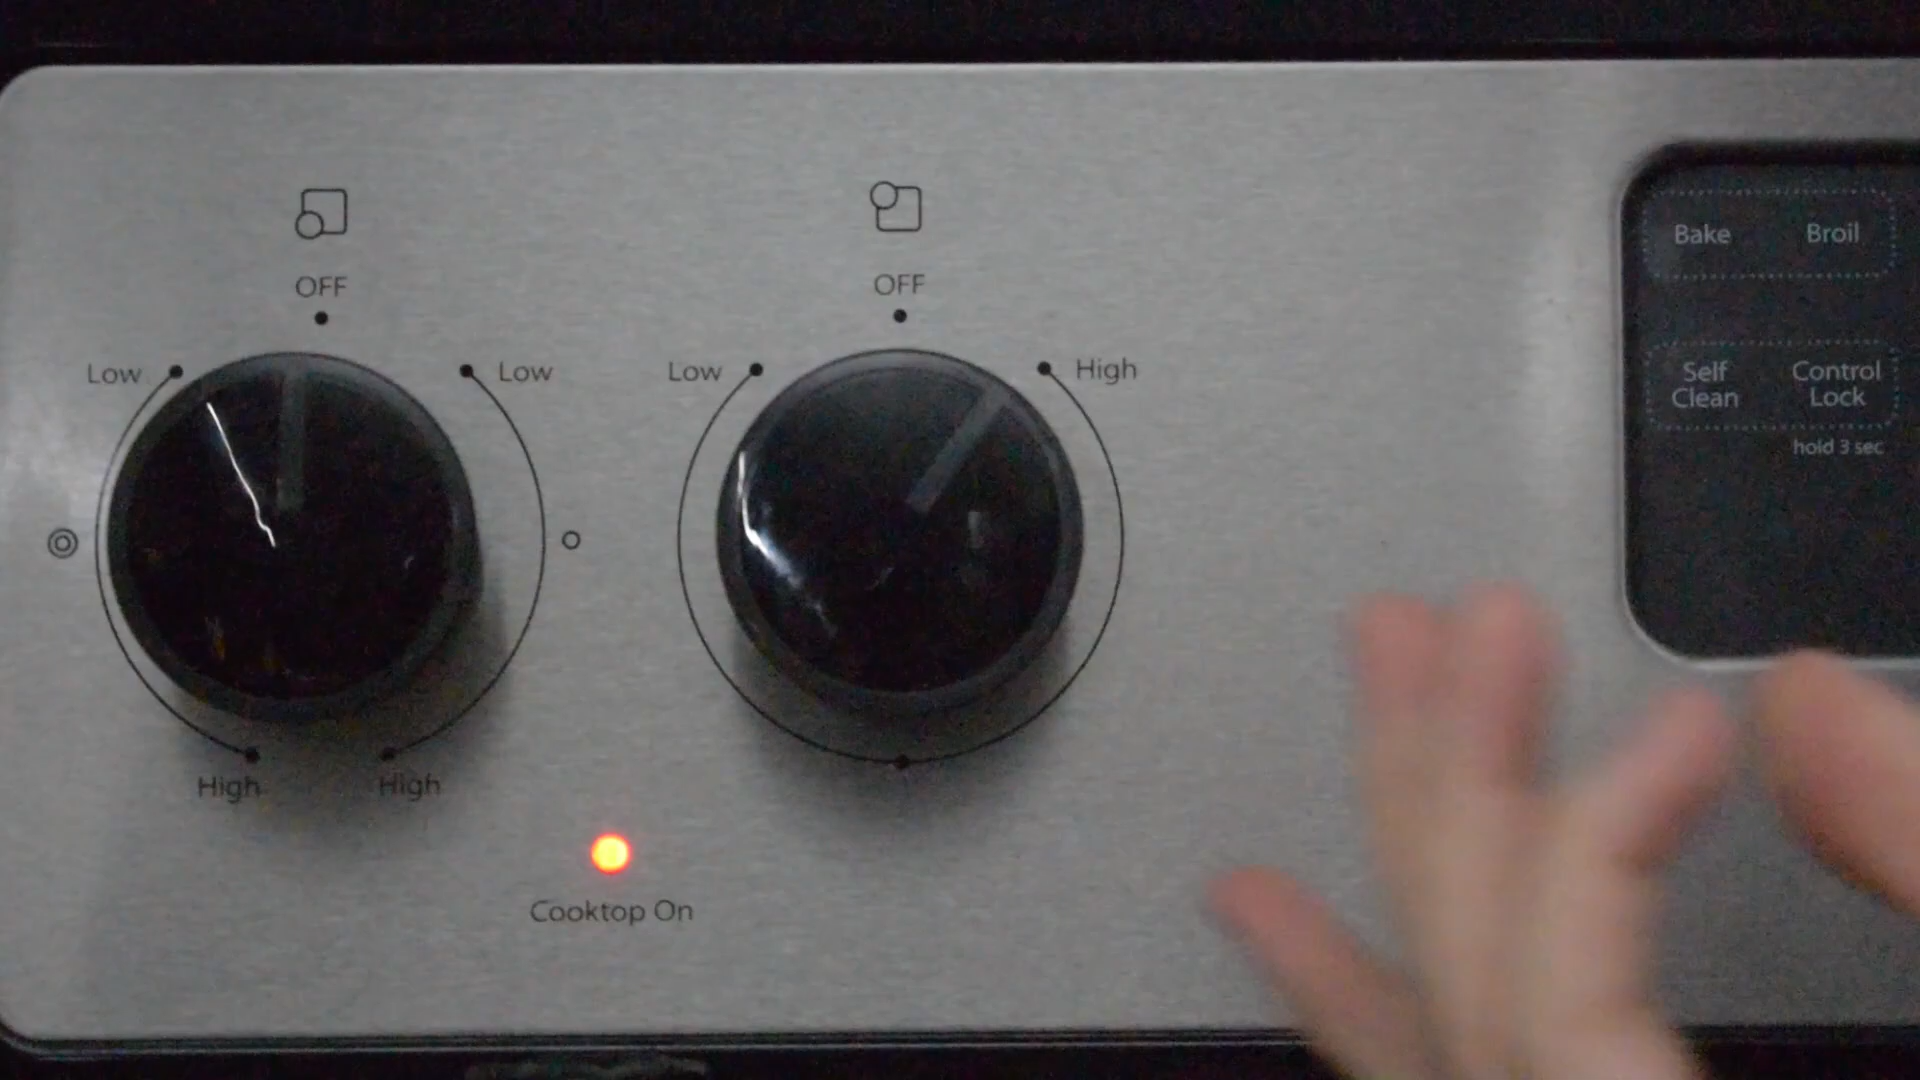 OFF
Low
Low
High
High
OFF
Low
High
Cooktop On
Bake
Broil
Self
Clean
Control
Lock
hold 3 sec